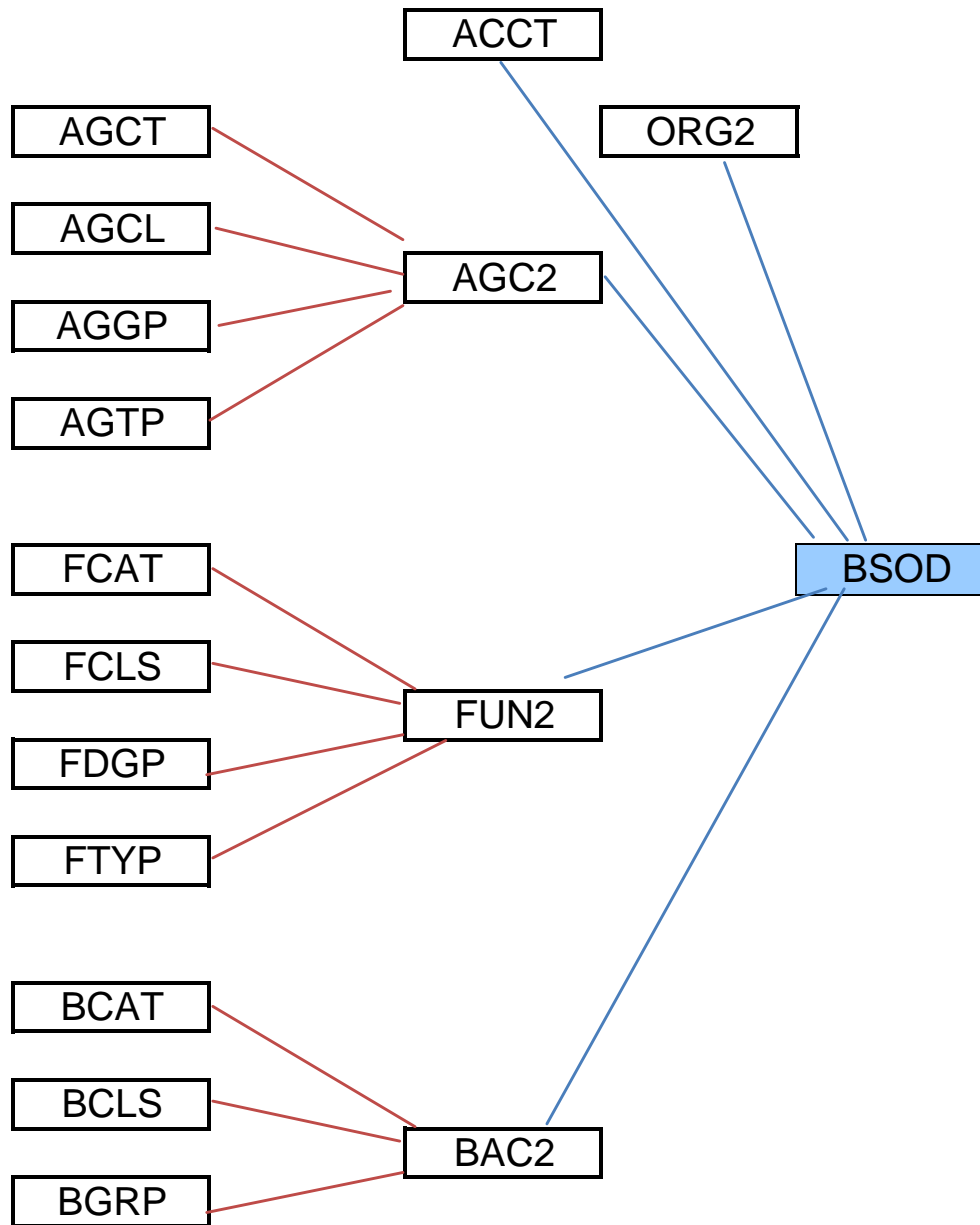 ACCT
AGCT
ORG2
AGCL
AGC2
AGGP
AGTP
FCAT
BSOD
FCLS
FUN2
FDGP
FTYP
BCAT
BCLS
BAC2
BGRP